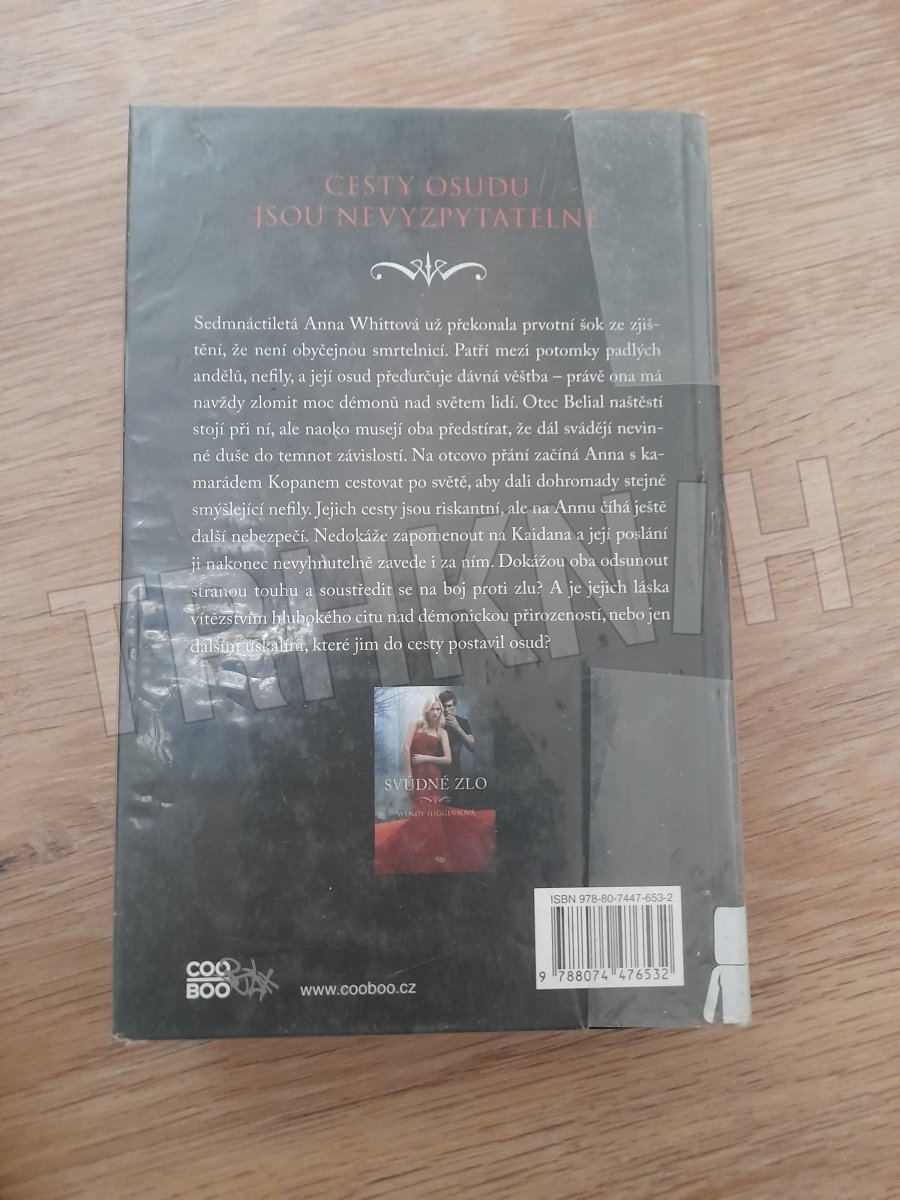 CESTY OSUDU
JSOU NEVYZPYTATELNÉ
Sedmnáctiletá Anna Whittová už překonala prvotní šok ze zjiš-
tění, že není obyčejnou smrtelnicí. Patří mezi potomky padlých
andělů, nefily, a její osud předurčuje dávná věštba – právě ona má
navždy zlomit moc démonů nad světem lidí. Otec Belial naštěstí
stojí při ní, ale naoko musejí oba předstírat, že dál svádějí nevin-
né duše do temnot závislostí. Na otcovo přání začíná Anna s ka-
marádem Kopanem cestovat po světě, aby dali dohromady stejně
smýšlející nefily. Jejich cesty jsou riskantní, ale na Annu číhá ještě
další nebezpečí. Nedokáže zapomenout na Kaidana a její poslání
ji nakonec nevyhnutelně zavede i za ním. Dokážou oba odsunout
stranou touhu a soustředit se na boj proti zlu? A je jejich láska
vítězstvím hlubokého citu nad démonickou přirozeností, nebo jen
dalším úskalím, které jim do cesty postavil osud?
TRHKNIH
SVŮDNÉ ZLO
WENDY HIGGINSOVÁ
ISBN 978-80-7447-653-2
9 788074 476532
COO
BOO
www.cooboo.cz